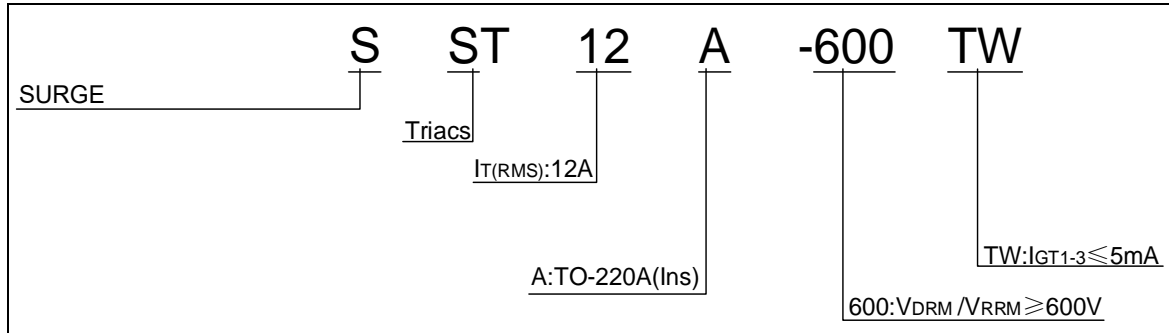 S ST 12 A -600 TW
SURGE
Triacs
IT(RMS):12A
TW:IGT1-3≤5mA
A:TO-220A(Ins)
600:VDRM /VRRM≥600V